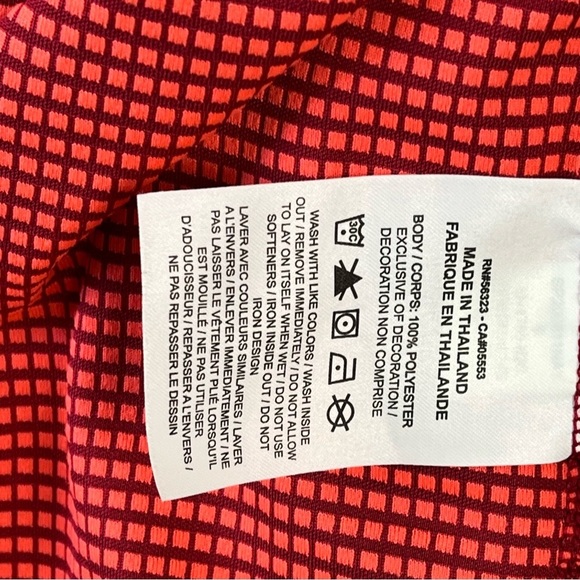 RN#56323 - CA#05553
MADE IN THAILAND
FABRIQUE EN THAILANDE
BODY / CORPS: 100% POLYESTER
EXCLUSIVE OF DECORATION /
DECORATION NON COMPRISE
30C
WASH WITH LIKE COLORS / WASH INSIDE
OUT / REMOVE IMMEDIATELY / DO NOT ALLOW
TO LAY ON ITSELF WHEN WET / DO NOT USE
SOFTENERS / IRON INSIDE OUT / DO NOT
IRON DESIGN
LAVER AVEC COULEURS SIMILAIRES / LAVER
A L'ENVERS / ENLEVER IMMEDIATEMENT / NE
PAS LAISSER LE VÊTEMENT PLIÉ LORSQU'IL
EST MOUILLÉ / NE PAS UTILISER
D'ADOUCISSEUR / REPASSER A L'ENVERS /
NE PAS REPASSER LE DESSIN